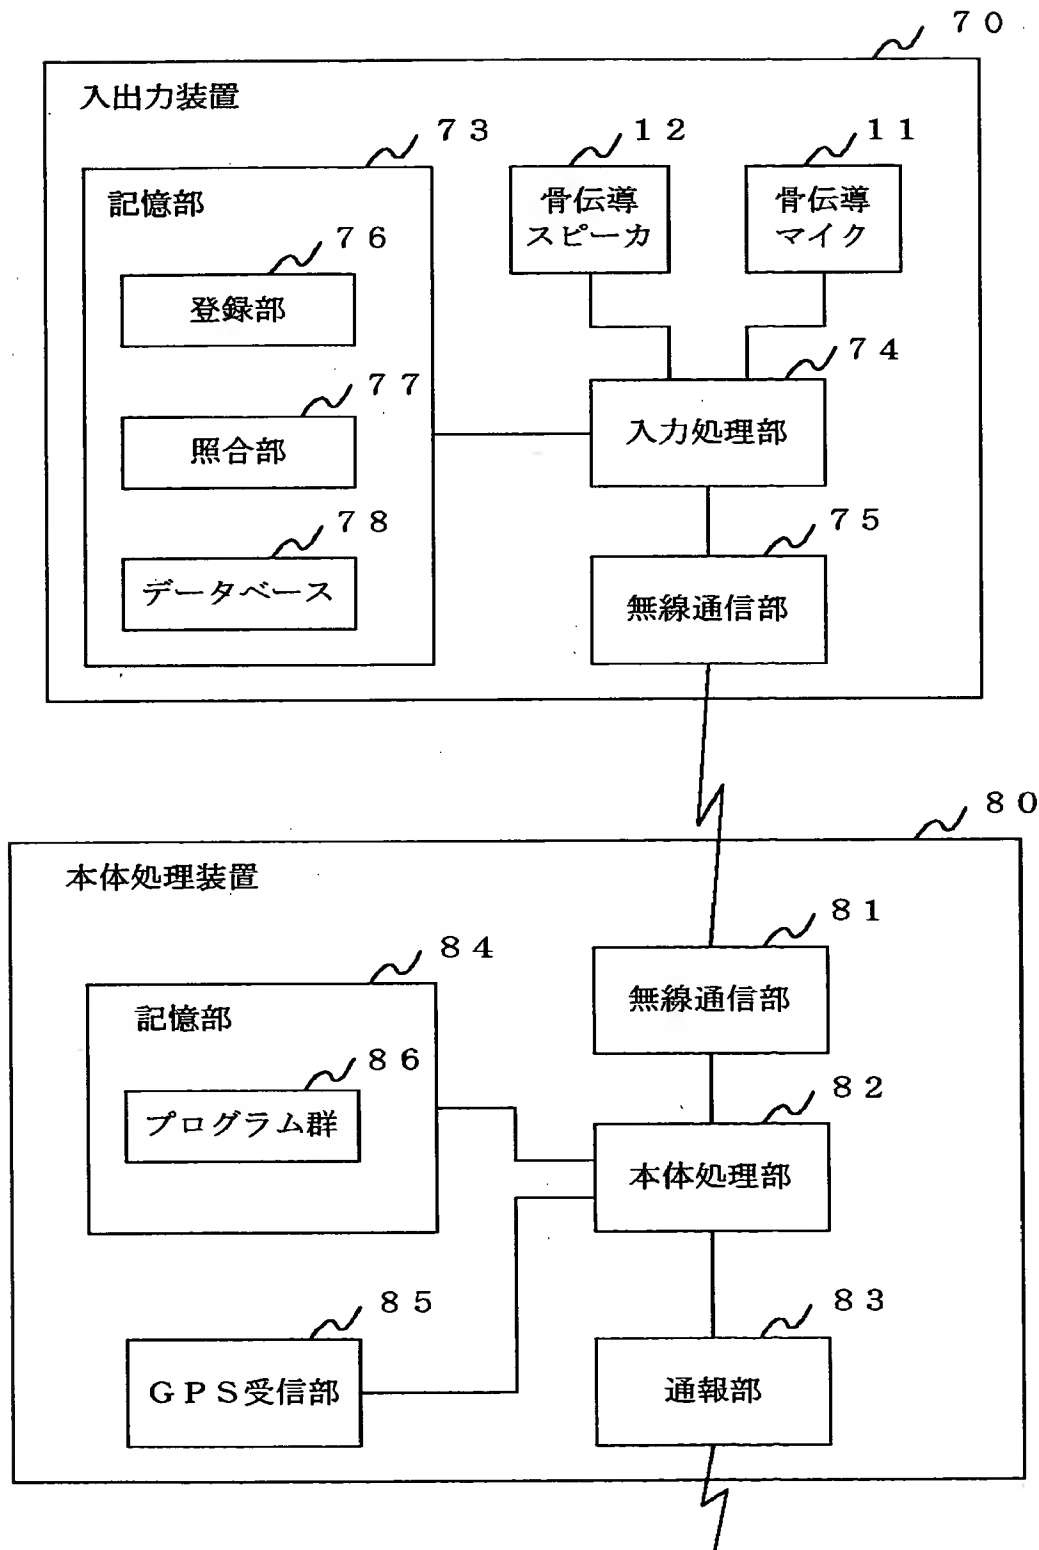 ７０
入出力装置
７３
１２
１１
記憶部
骨伝導
スピーカ
骨伝導
マイク
７６
登録部
７４
７７
入力処理部
照合部
７８
７５
データベース
無線通信部
８０
本体処理装置
８１
８４
無線通信部
記憶部
８６
８２
プログラム群
本体処理部
８５
８３
ＧＰＳ受信部
通報部